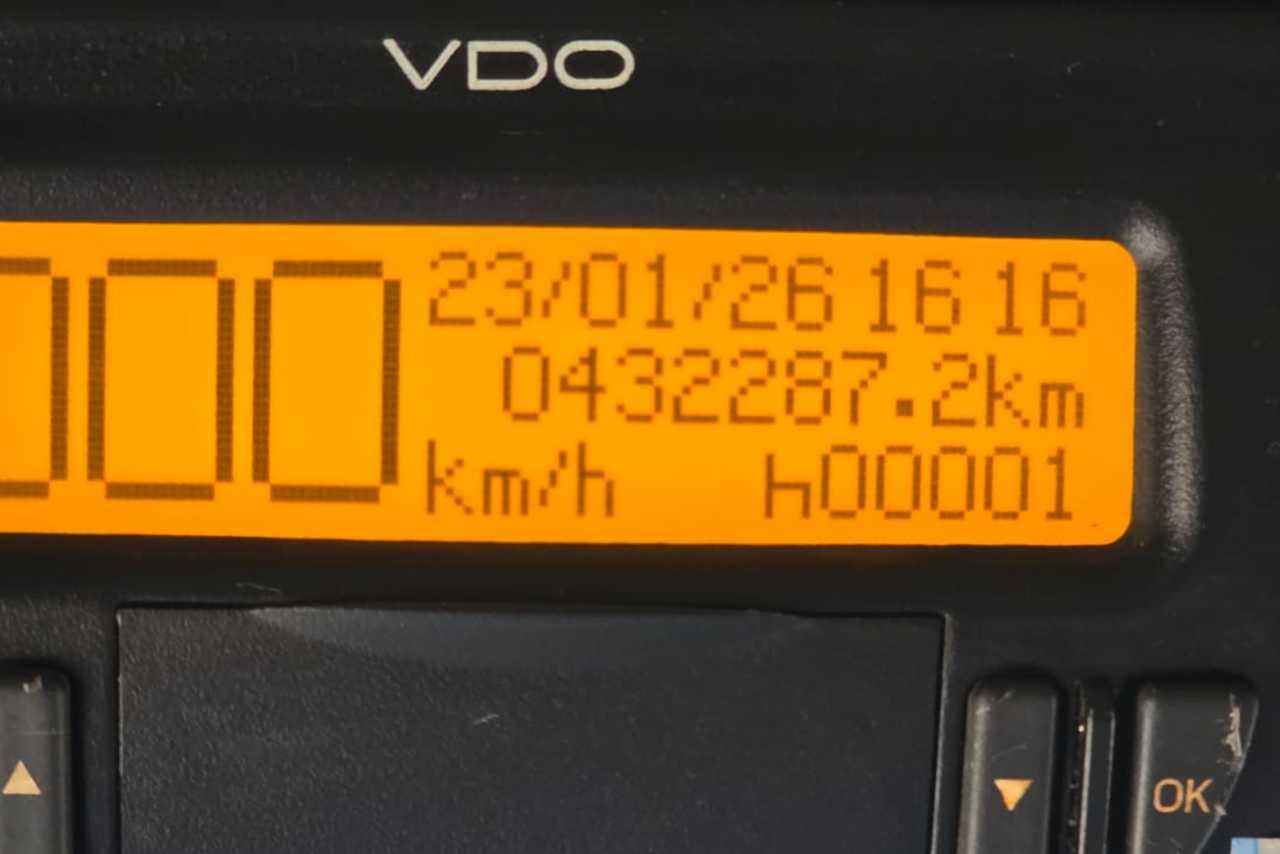 VDO
000 23/01/26 16 16
0432287.2km
km/h h00001
▲ ▼ OK